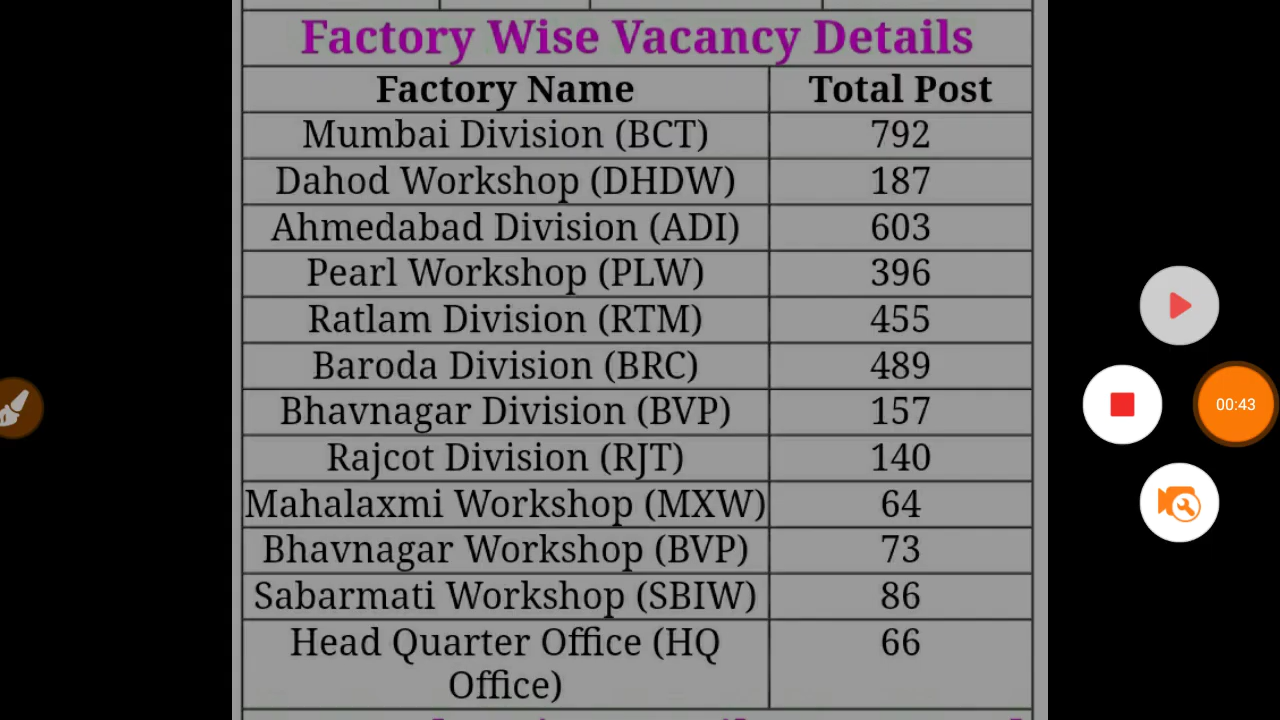 Factory Wise Vacancy Details
Factory Name Total Post
Mumbai Division (BCT) 792
Dahod Workshop (DHDW) 187
Ahmedabad Division (ADI) 603
Pearl Workshop (PLW) 396
Ratlam Division (RTM) 455
Baroda Division (BRC) 489
Bhavnagar Division (BVP) 157
Rajcot Division (RJT) 140
Mahalaxmi Workshop (MXW) 64
Bhavnagar Workshop (BVP) 73
Sabarmati Workshop (SBIW) 86
Head Quarter Office (HQ 66
Office)
00:43